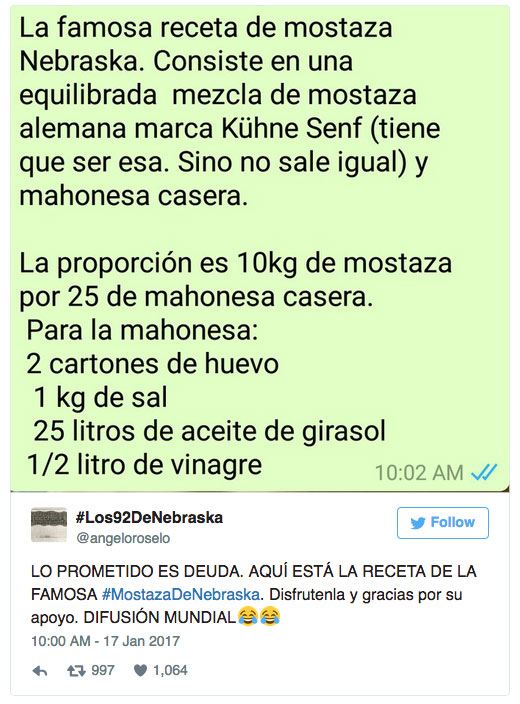 La famosa receta de mostaza
Nebraska. Consiste en una
equilibrada  mezcla de mostaza
alemana marca Kühne Senf (tiene
que ser esa. Sino no sale igual) y
mahonesa casera.
La proporción es 10kg de mostaza
por 25 de mahonesa casera.
Para la mahonesa:
2 cartones de huevo
1 kg de sal
25 litros de aceite de girasol
1/2 litro de vinagre
10:02 AM
#Los92DeNebraska
@angeloroselo
Follow
LO PROMETIDO ES DEUDA. AQUÍ ESTÁ LA RECETA DE LA
FAMOSA #MostazaDeNebraska. Disfrutenla y gracias por su
apoyo. DIFUSIÓN MUNDIAL😂😂
10:00 AM - 17 Jan 2017
997 1,064